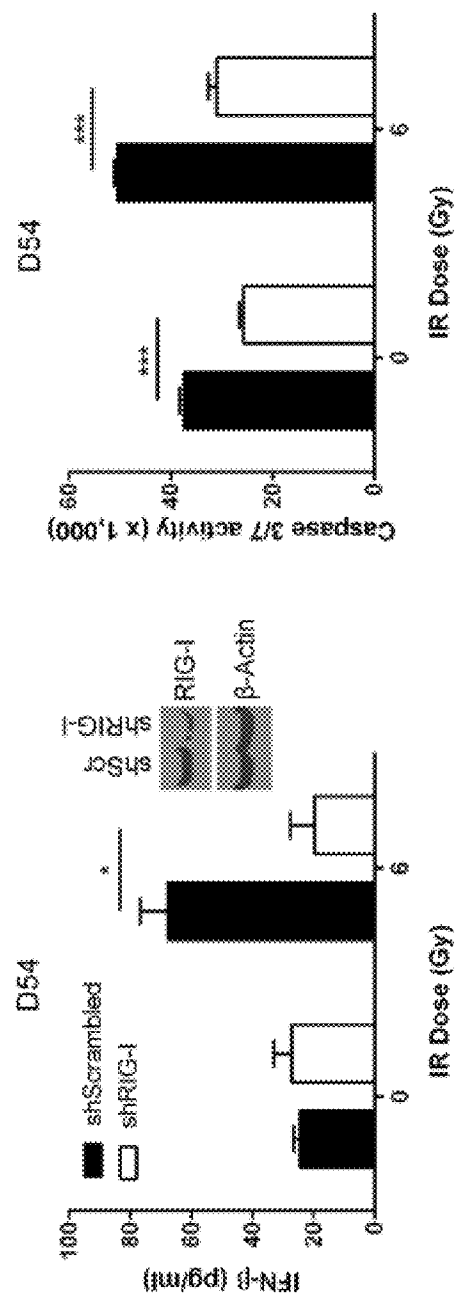 D54
shScrambled
shRIG-I
IFN-β (pg/ml)
100
80
60
40
20
0
0
6
IR Dose (Gy)
*
shScr
shRIG-I
RIG-I
β-Actin
D54
Caspase 3/7 activity (x 1,000)
60
40
20
0
0
6
IR Dose (Gy)
***
***